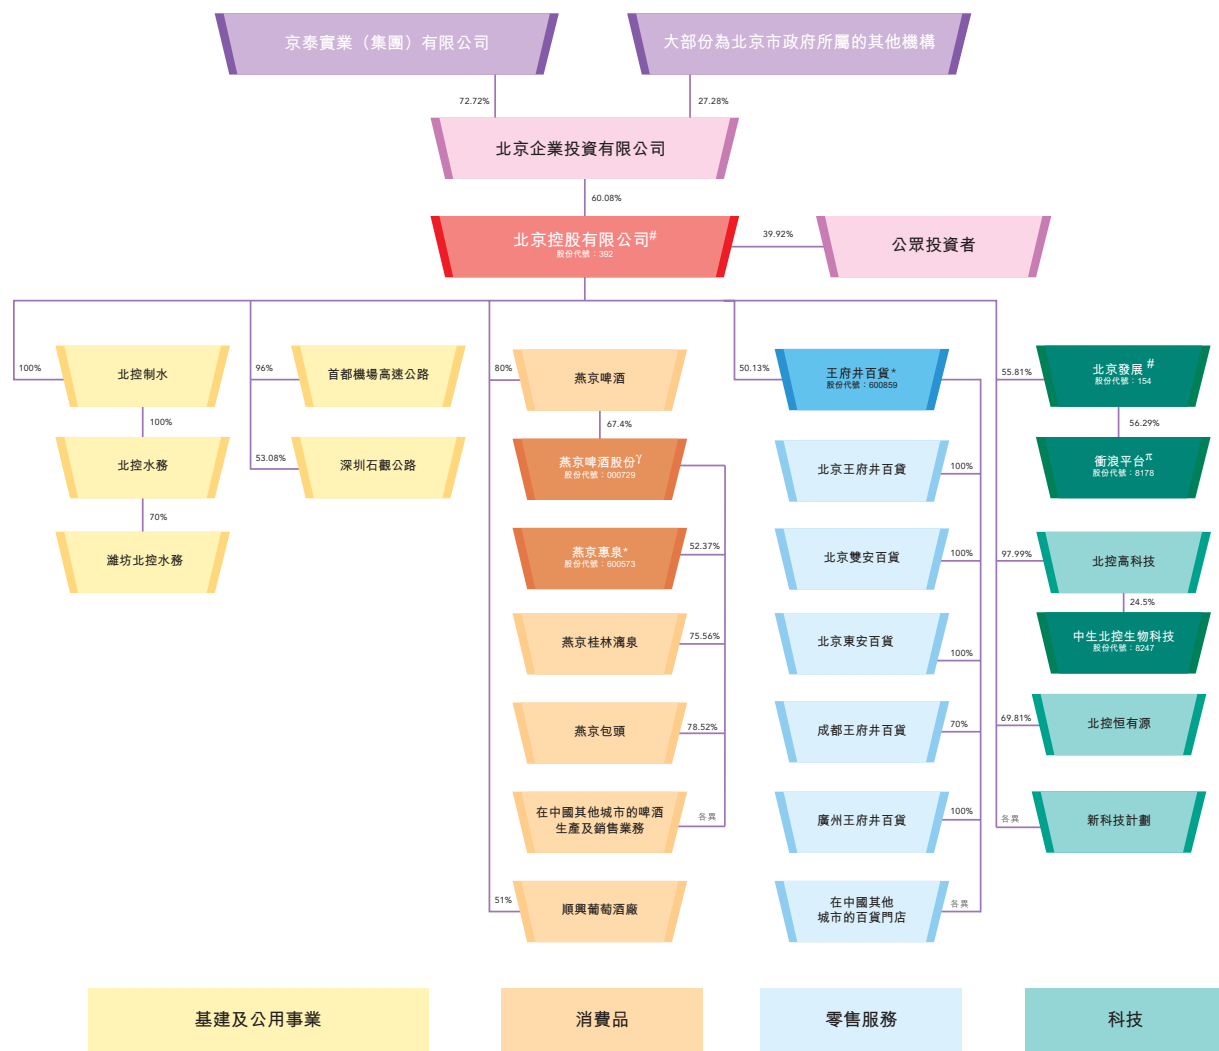 京泰實業（集團）有限公司
大部份為北京市政府所屬的其他機構
72.72%
27.28%
北京企業投資有限公司
60.08%
北京控股有限公司#
股份代號：392
39.92%
公眾投資者
100%
北控制水
100%
北控水務
70%
濰坊北控水務
96%
首都機場高速公路
53.08%
深圳石觀公路
80%
燕京啤酒
67.4%
燕京啤酒股份γ
股份代號：000729
燕京惠泉*
股份代號：600573
52.37%
燕京桂林漓泉
75.56%
燕京包頭
78.52%
在中國其他城市的啤酒
生產及銷售業務
各異
51%
順興葡萄酒廠
50.13%
王府井百貨*
股份代號：600859
北京王府井百貨
100%
北京雙安百貨
100%
北京東安百貨
100%
成都王府井百貨
70%
廣州王府井百貨
100%
在中國其他
城市的百貨門店
各異
55.81%
北京發展#
股份代號：154
56.29%
衝浪平台π
股份代號：8178
97.99%
北控高科技
24.5%
中生北控生物科技
股份代號：8247
69.81%
北控恒有源
各異
新科技計劃
基建及公用事業
消費品
零售服務
科技